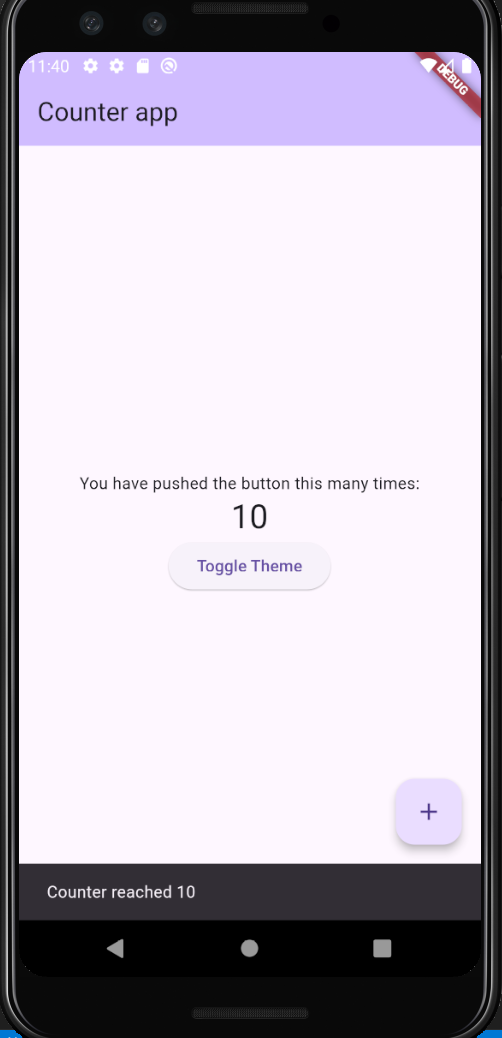 11:40
DEBUG
Counter app
You have pushed the button this many times:
10
Toggle Theme
+
Counter reached 10